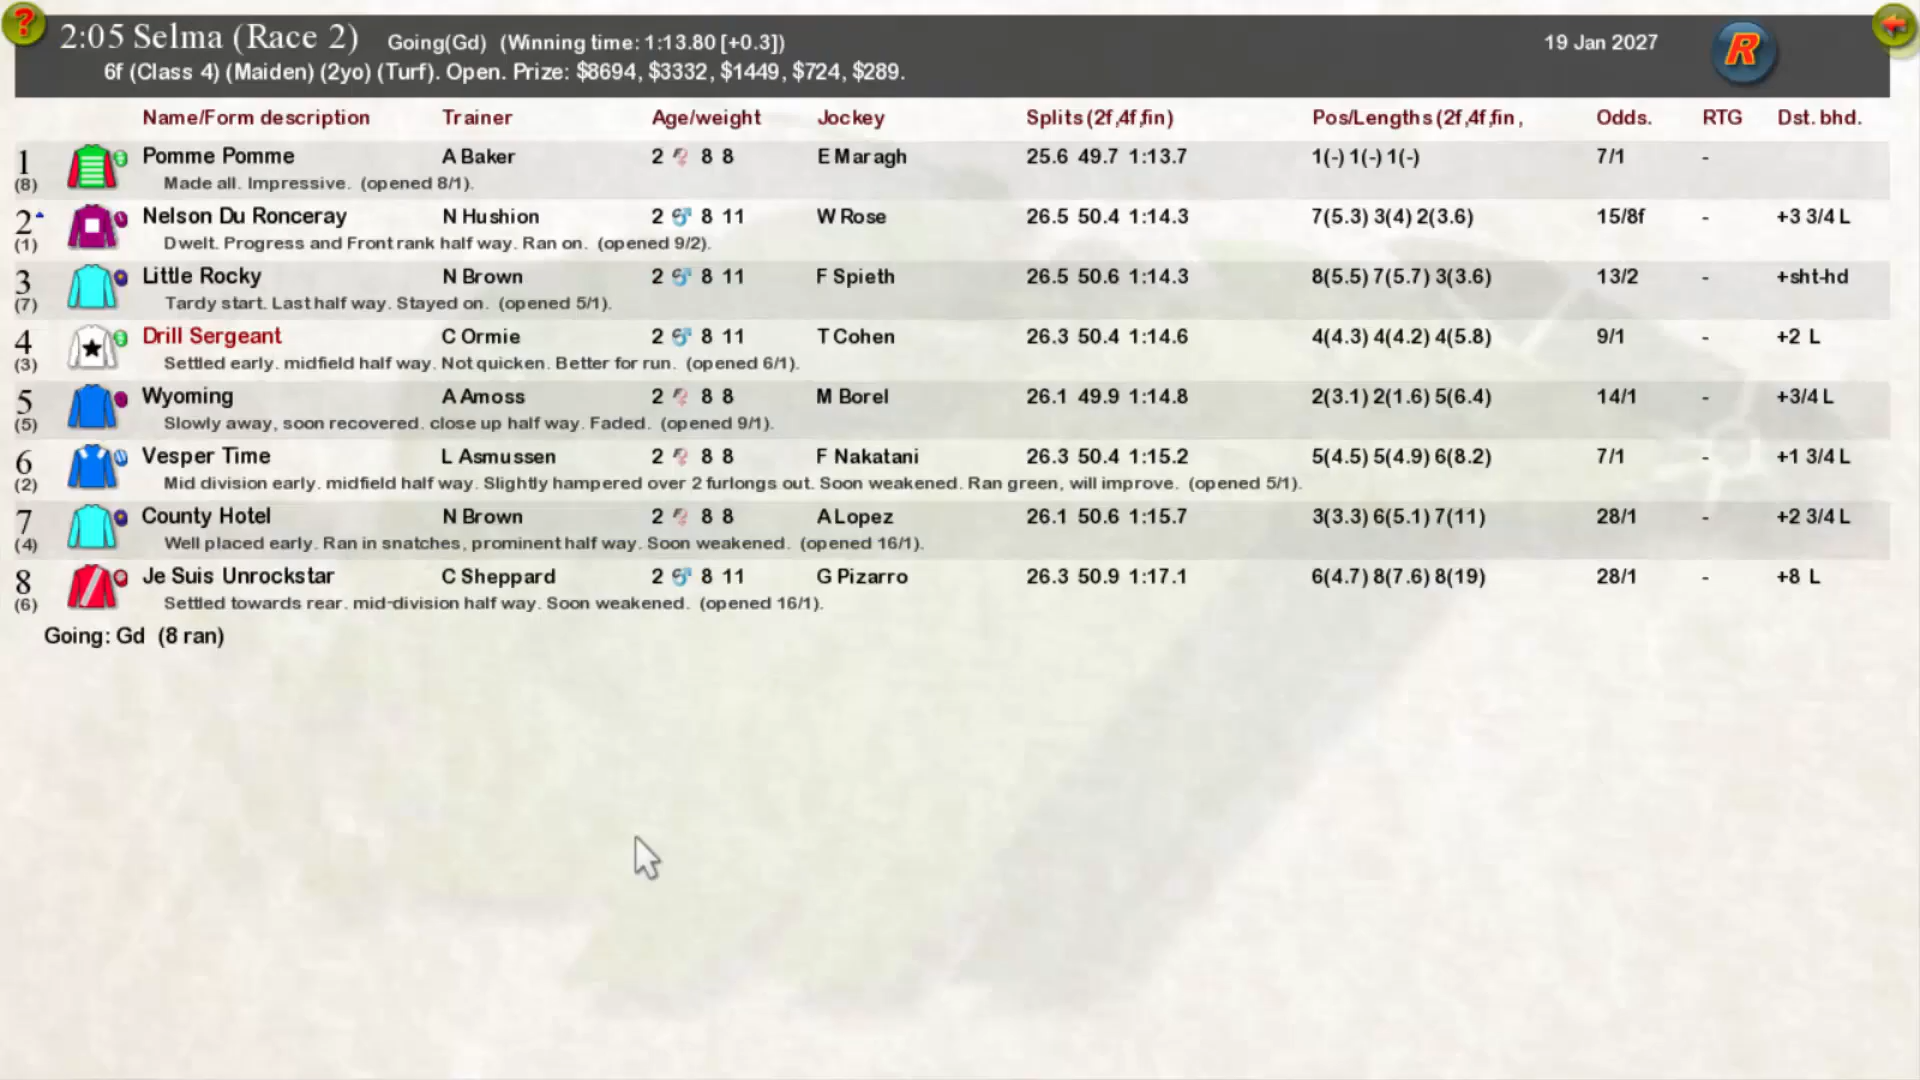 2:05 Selma (Race 2) Going(Gd) (Winning time: 1:13.80 [+0.3]) 19 Jan 2027 R
6f (Class 4) (Maiden) (2yo) (Turf). Open. Prize: $8694, $3332, $1449, $724, $289.
Name/Form description Trainer Age/weight Jockey Splits (2f,4f,fin) Pos/Lengths (2f,4f,fin, Odds. RTG Dst. bhd.
1 Pomme Pomme A Baker 2 8 8 E Maragh 25.6 49.7 1:13.7 1(-) 1(-) 1(-) 7/1 -
(8) Made all. Impressive. (opened 8/1).
2 Nelson Du Ronceray N Hushion 2 8 11 W Rose 26.5 50.4 1:14.3 7(5.3) 3(4) 2(3.6) 15/8f - +3 3/4 L
(1) Dwelt. Progress and Front rank half way. Ran on. (opened 9/2).
3 Little Rocky N Brown 2 8 11 F Spieth 26.5 50.6 1:14.3 8(5.5) 7(5.7) 3(3.6) 13/2 - +sht-hd
(7) Tardy start. Last half way. Stayed on. (opened 5/1).
4 Drill Sergeant C Ormie 2 8 11 T Cohen 26.3 50.4 1:14.6 4(4.3) 4(4.2) 4(5.8) 9/1 - +2 L
(3) Settled early. midfield half way. Not quicken. Better for run. (opened 6/1).
5 Wyoming A Amoss 2 8 8 M Borel 26.1 49.9 1:14.8 2(3.1) 2(1.6) 5(6.4) 14/1 - +3/4 L
(5) Slowly away, soon recovered. close up half way. Faded. (opened 9/1).
6 Vesper Time L Asmussen 2 8 8 F Nakatani 26.3 50.4 1:15.2 5(4.5) 5(4.9) 6(8.2) 7/1 - +1 3/4 L
(2) Mid division early. midfield half way. Slightly hampered over 2 furlongs out. Soon weakened. Ran green, will improve. (opened 5/1).
7 County Hotel N Brown 2 8 8 A Lopez 26.1 50.6 1:15.7 3(3.3) 6(5.1) 7(11) 28/1 - +2 3/4 L
(4) Well placed early. Ran in snatches, prominent half way. Soon weakened. (opened 16/1).
8 Je Suis Unrockstar C Sheppard 2 8 11 G Pizarro 26.3 50.9 1:17.1 6(4.7) 8(7.6) 8(19) 28/1 - +8 L
(6) Settled towards rear. mid-division half way. Soon weakened. (opened 16/1).
Going: Gd (8 ran)